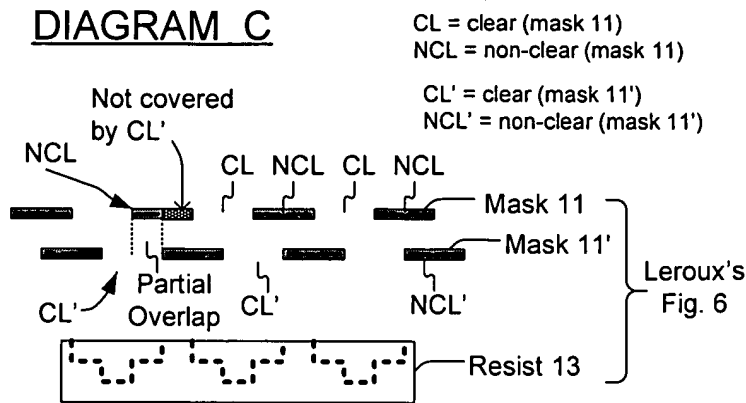 DIAGRAM C
CL = clear (mask 11)
NCL = non-clear (mask 11)
CL' = clear (mask 11')
NCL' = non-clear (mask 11')
Not covered
by CL'
NCL
CL NCL CL NCL
Mask 11
Mask 11'
Partial
Overlap
CL'
CL'
NCL'
Leroux's
Fig. 6
Resist 13